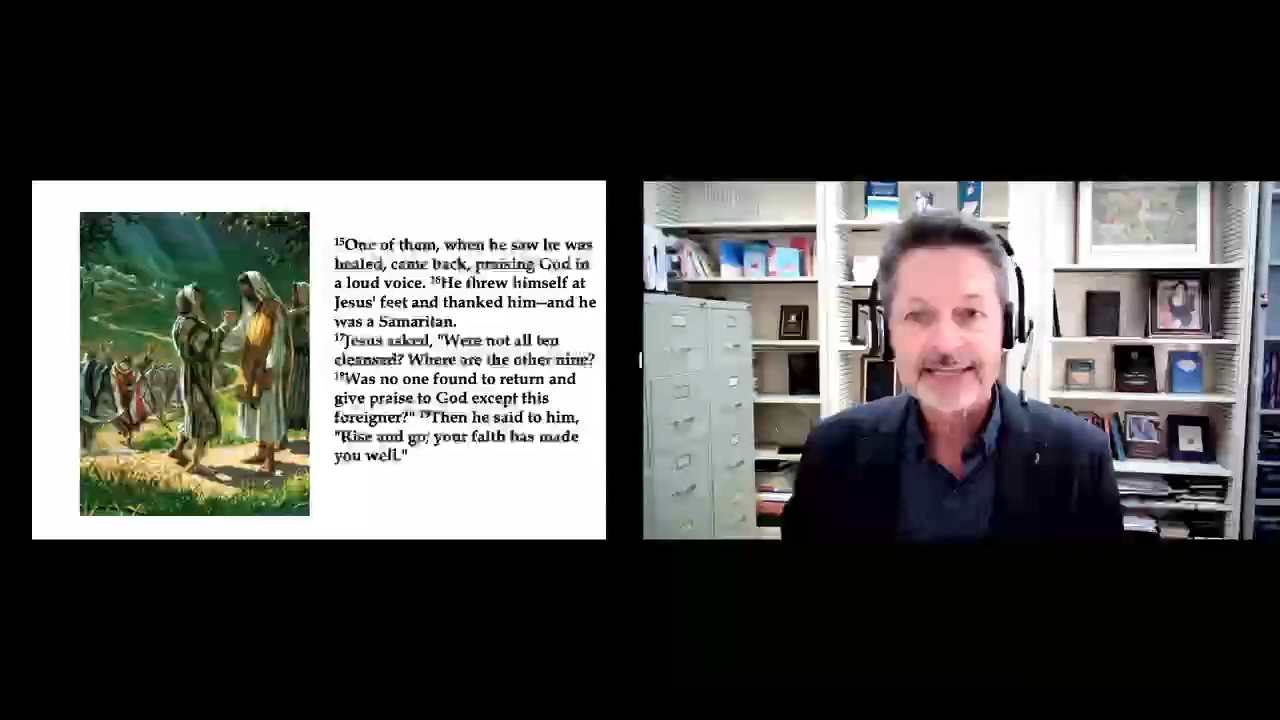 ¹⁵One of them, when he saw he was
healed, came back, praising God in
a loud voice. ¹⁶He threw himself at
Jesus' feet and thanked him—and he
was a Samaritan.
¹⁷Jesus asked, "Were not all ten
cleansed? Where are the other nine?
¹⁸Was no one found to return and
give praise to God except this
foreigner?" ¹⁹Then he said to him,
"Rise and go; your faith has made
you well."